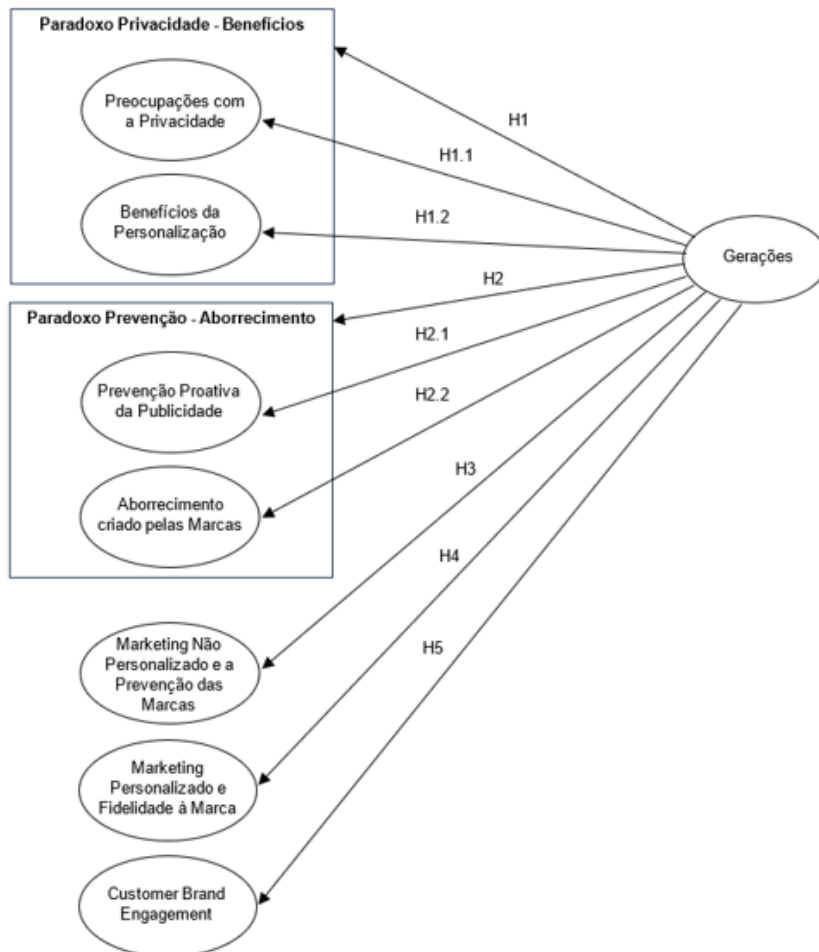 Paradoxo Privacidade - Benefícios
Preocupações com
a Privacidade
H1
H1.1
Benefícios da
Personalização
H1.2
Gerações
H2
Paradoxo Prevenção - Aborrecimento
H2.1
Prevenção Proativa
da Publicidade
H2.2
Aborrecimento
criado pelas Marcas
H3
H4
H5
Marketing Não
Personalizado e a
Prevenção das
Marcas
Marketing
Personalizado e
Fidelidade à Marca
Customer Brand
Engagement